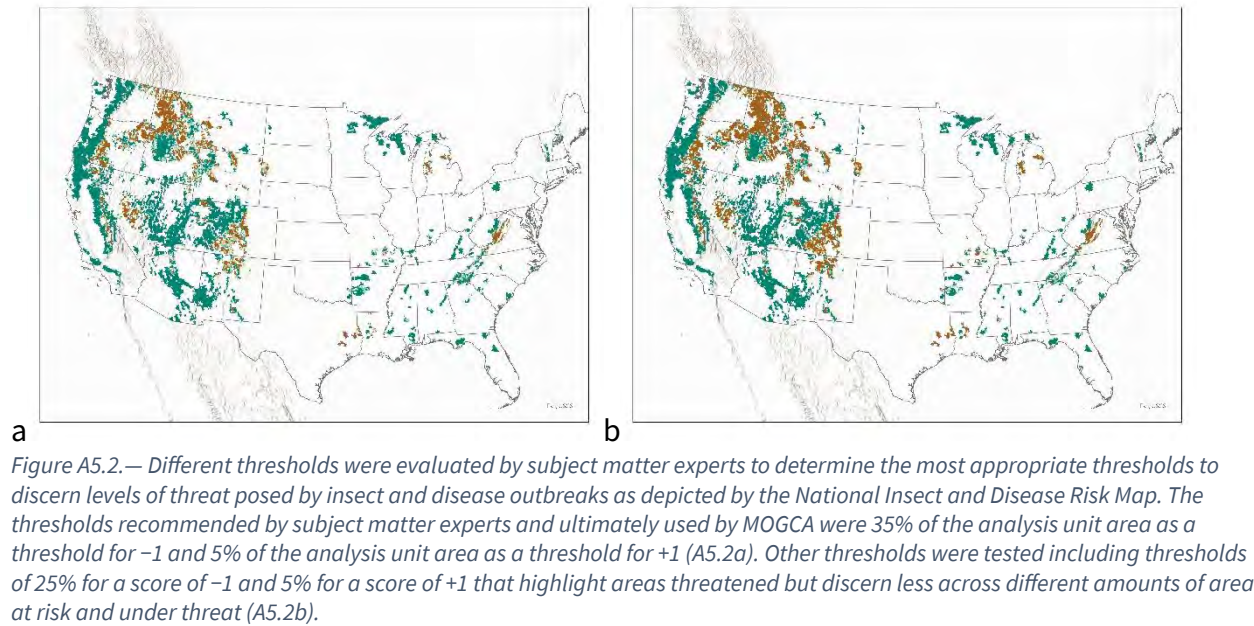 a
b
Figure A5.2.— Different thresholds were evaluated by subject matter experts to determine the most appropriate thresholds to
discern levels of threat posed by insect and disease outbreaks as depicted by the National Insect and Disease Risk Map. The
thresholds recommended by subject matter experts and ultimately used by MOGCA were 35% of the analysis unit area as a
threshold for −1 and 5% of the analysis unit area as a threshold for +1 (A5.2a). Other thresholds were tested including thresholds
of 25% for a score of −1 and 5% for a score of +1 that highlight areas threatened but discern less across different amounts of area
at risk and under threat (A5.2b).